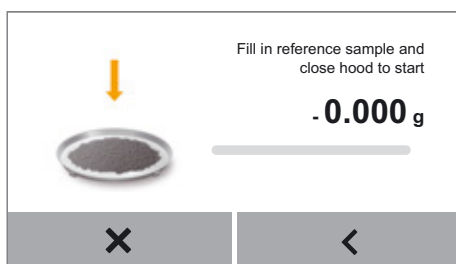 Fill in reference sample and
close hood to start
- 0.000 g